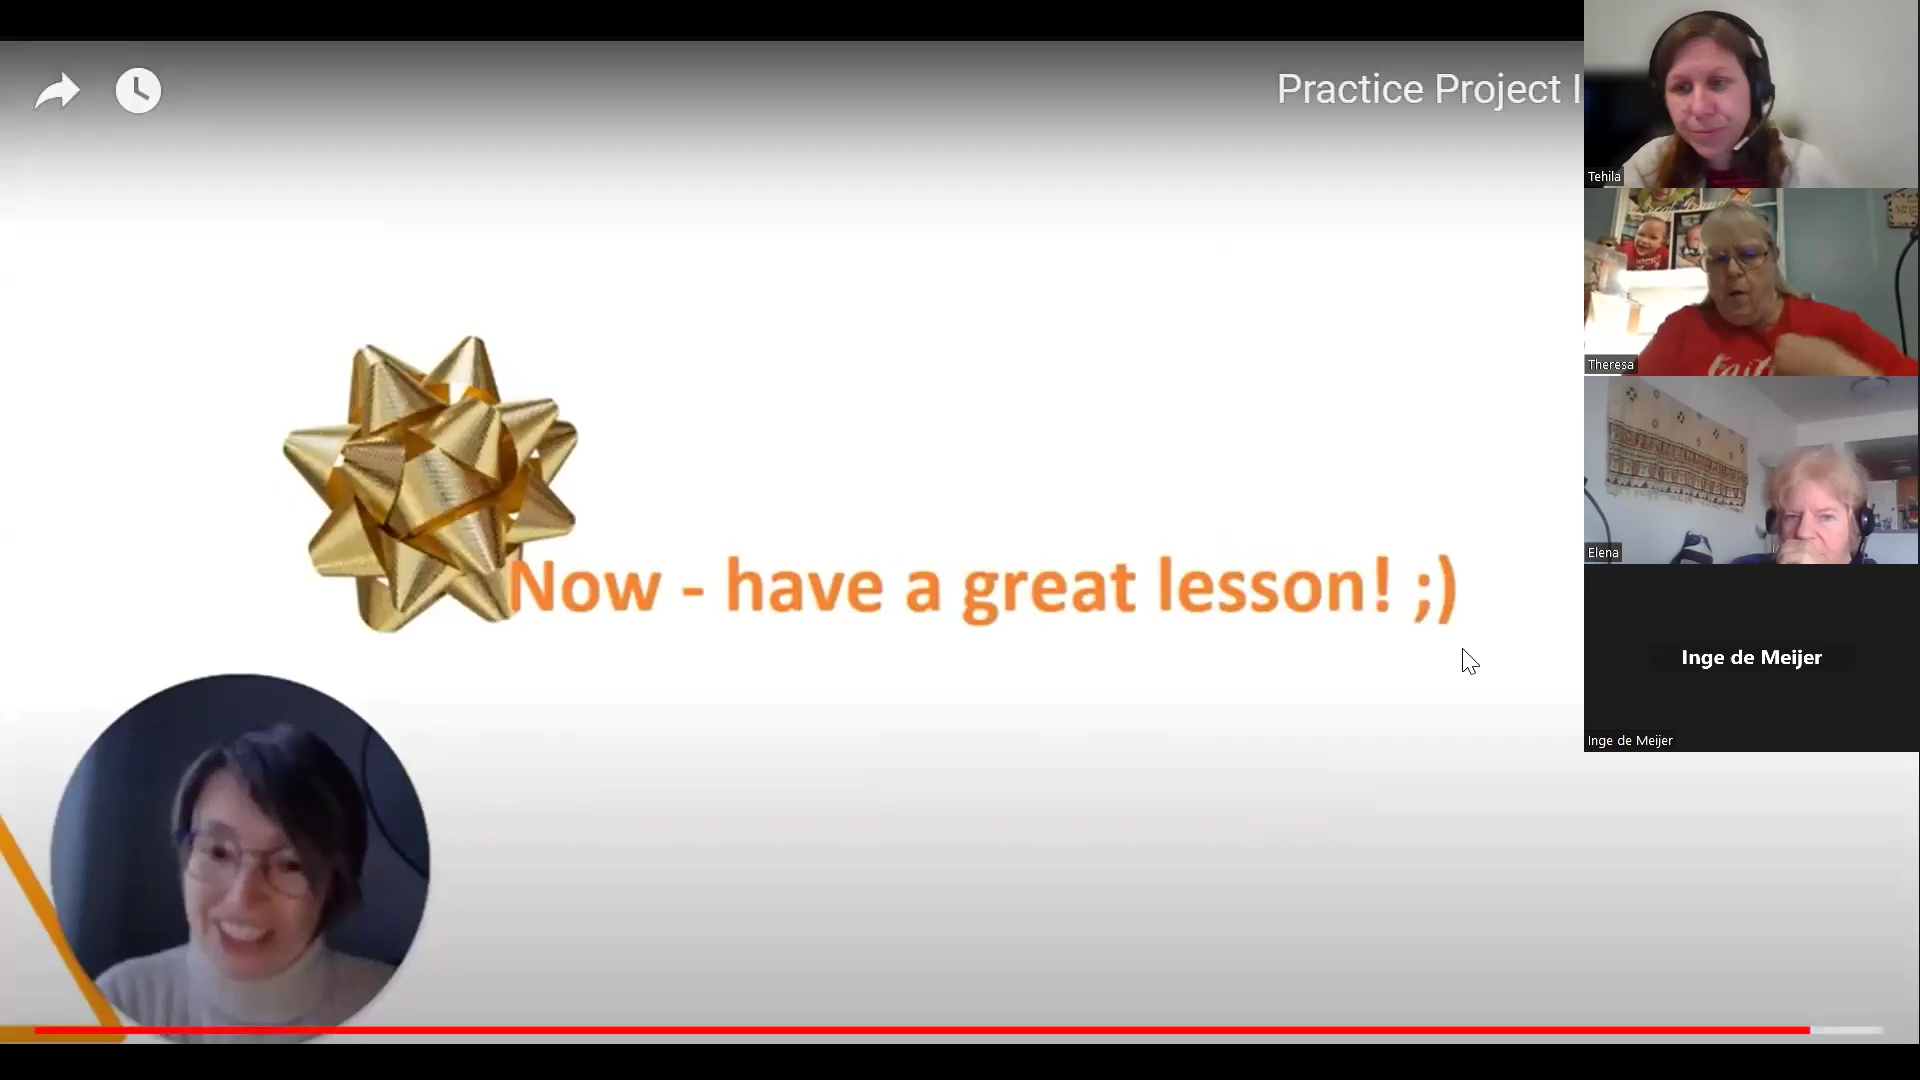 Practice Project I
Now - have a great lesson! ;)
Tehila
Theresa
Elena
Inge de Meijer
Inge de Meijer